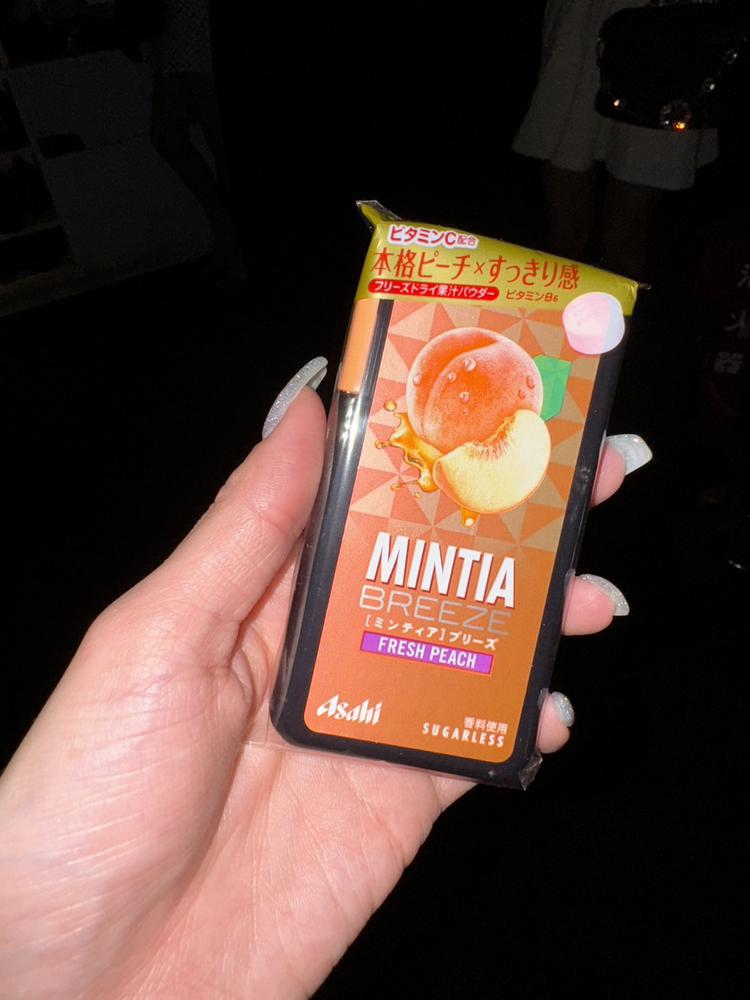 ビタミンC配合
本格ピーチ×すっきり感
フリーズドライ果汁パウダー ビタミンB6
MINTIA
BREEZE
[ミンティア]ブリーズ
FRESH PEACH
Asahi
香料使用
SUGARLESS